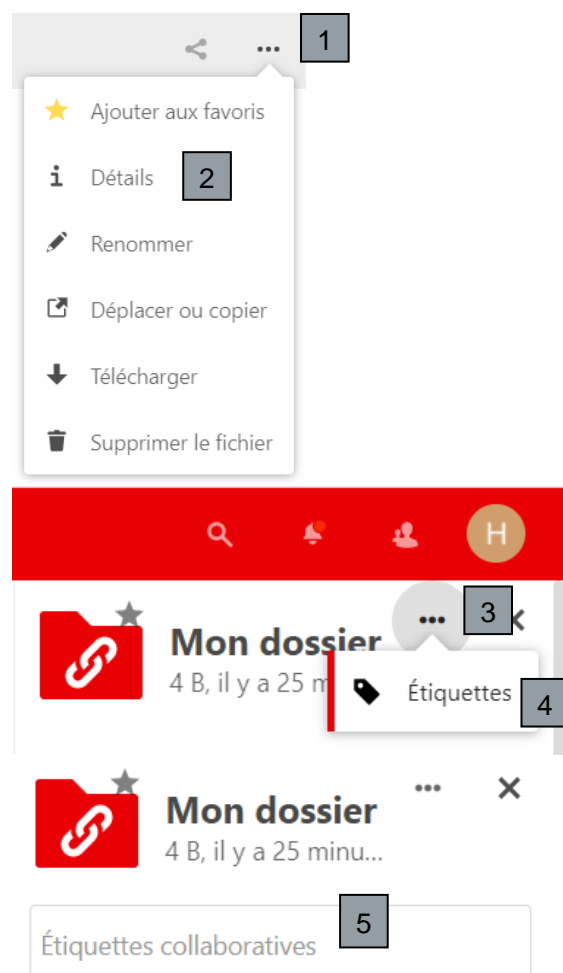 1
Ajouter aux favoris
Détails 2
Renommer
Déplacer ou copier
Télécharger
Supprimer le fichier
H
3
Mon dossier
4 B, il y a 25 m
Étiquettes
4
Mon dossier
4 B, il y a 25 minu...
5
Étiquettes collaboratives